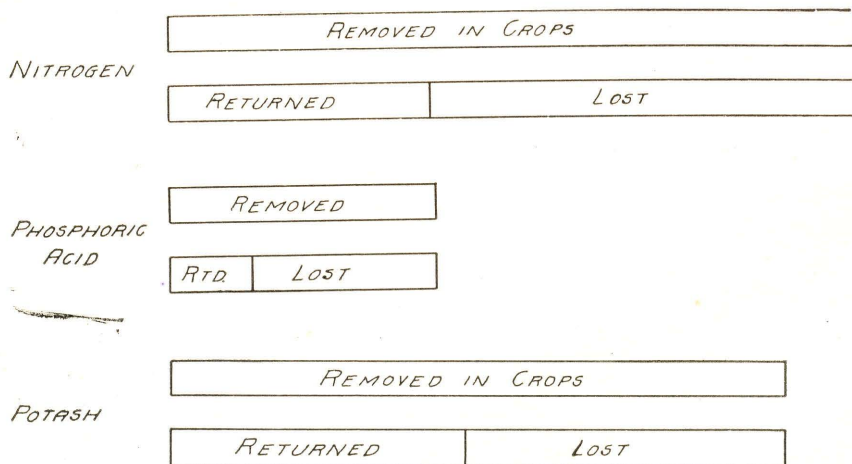 REMOVED IN CROPS
NITROGEN
RETURNED LOST
REMOVED
PHOSPHORIC
ACID
RTD. LOST
REMOVED IN CROPS
POTASH
RETURNED LOST